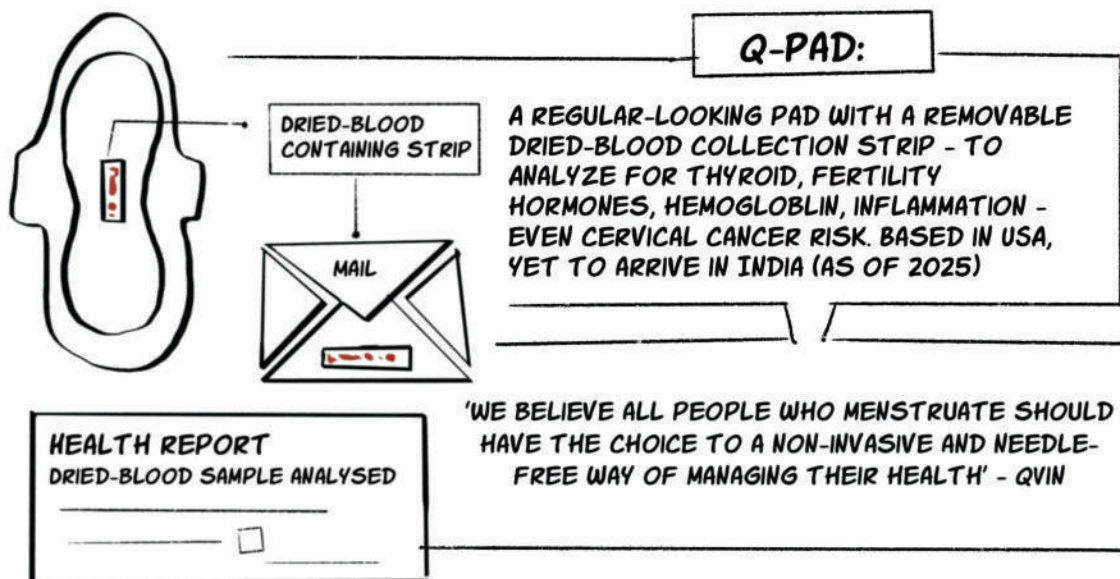 Q-PAD:
A REGULAR-LOOKING PAD WITH A REMOVABLE
DRIED-BLOOD COLLECTION STRIP - TO
ANALYZE FOR THYROID, FERTILITY
HORMONES, HEMOGLOBLIN, INFLAMMATION -
EVEN CERVICAL CANCER RISK. BASED IN USA,
YET TO ARRIVE IN INDIA (AS OF 2025)
DRIED-BLOOD
CONTAINING STRIP
MAIL
HEALTH REPORT
DRIED-BLOOD SAMPLE ANALYSED
'WE BELIEVE ALL PEOPLE WHO MENSTRUATE SHOULD
HAVE THE CHOICE TO A NON-INVASIVE AND NEEDLE-
FREE WAY OF MANAGING THEIR HEALTH' - QVIN